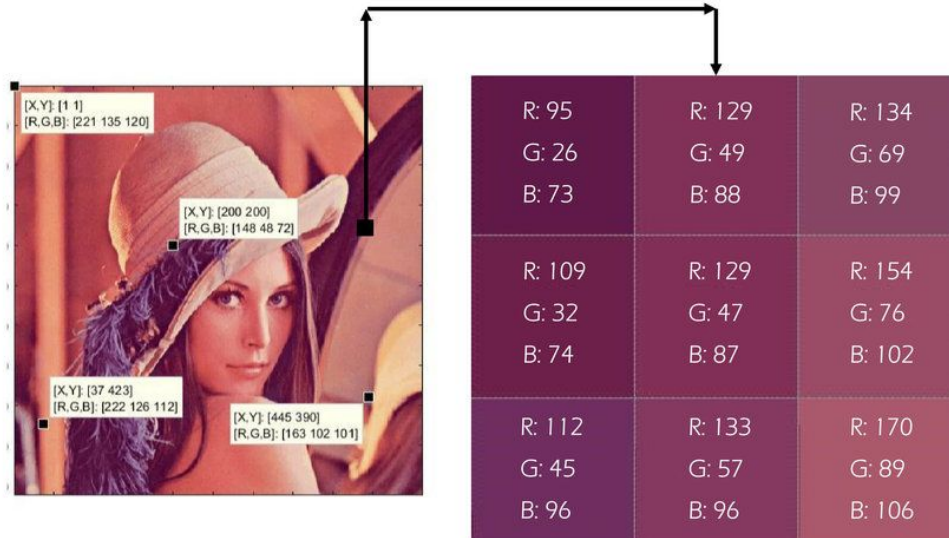 [X,Y]: [1 1]
[R,G,B]: [221 135 120]
[X,Y]: [200 200]
[R,G,B]: [148 48 72]
[X,Y]: [37 423]
[R,G,B]: [222 126 112]
[X,Y]: [445 390]
[R,G,B]: [163 102 101]
R: 95
G: 26
B: 73
R: 129
G: 49
B: 88
R: 134
G: 69
B: 99
R: 109
G: 32
B: 74
R: 129
G: 47
B: 87
R: 154
G: 76
B: 102
R: 112
G: 45
B: 96
R: 133
G: 57
B: 96
R: 170
G: 89
B: 106